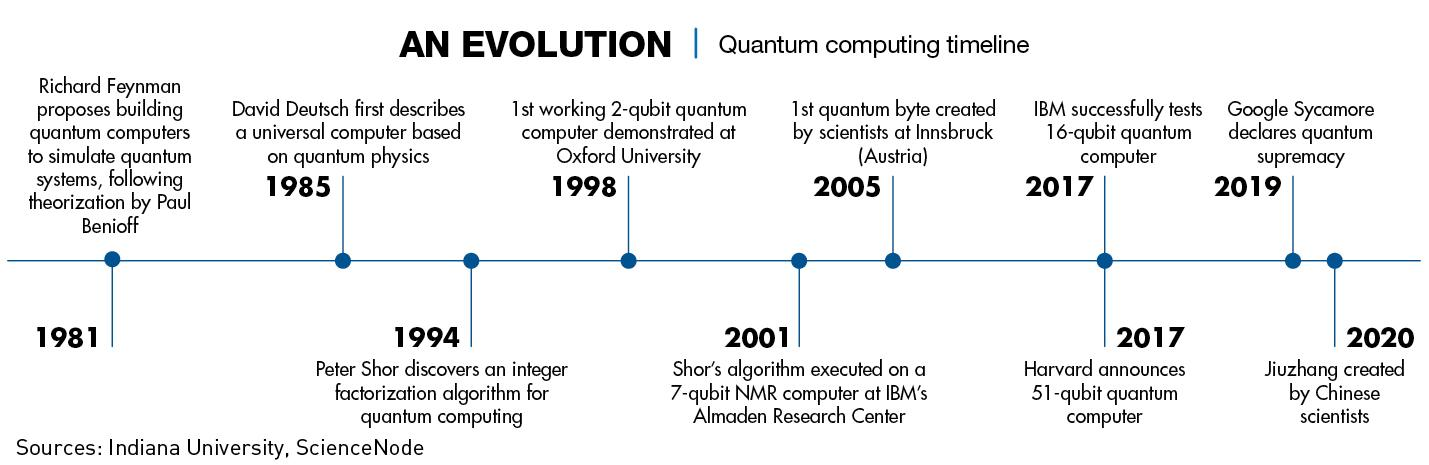 AN EVOLUTION | Quantum computing timeline
Richard Feynman
proposes building
quantum computers
to simulate quantum
systems, following
theorization by Paul
Benioff
1981
David Deutsch first describes
a universal computer based
on quantum physics
1985
Peter Shor discovers an integer
factorization algorithm for
quantum computing
1994
1st working 2-qubit quantum
computer demonstrated at
Oxford University
1998
2001
Shor's algorithm executed on a
7-qubit NMR computer at IBM's
Almaden Research Center
1st quantum byte created
by scientists at Innsbruck
(Austria)
2005
IBM successfully tests
16-qubit quantum
computer
2017
2017
Harvard announces
51-qubit quantum
computer
Google Sycamore
declares quantum
supremacy
2019
2020
Jiuzhang created
by Chinese
scientists
Sources: Indiana University, ScienceNode